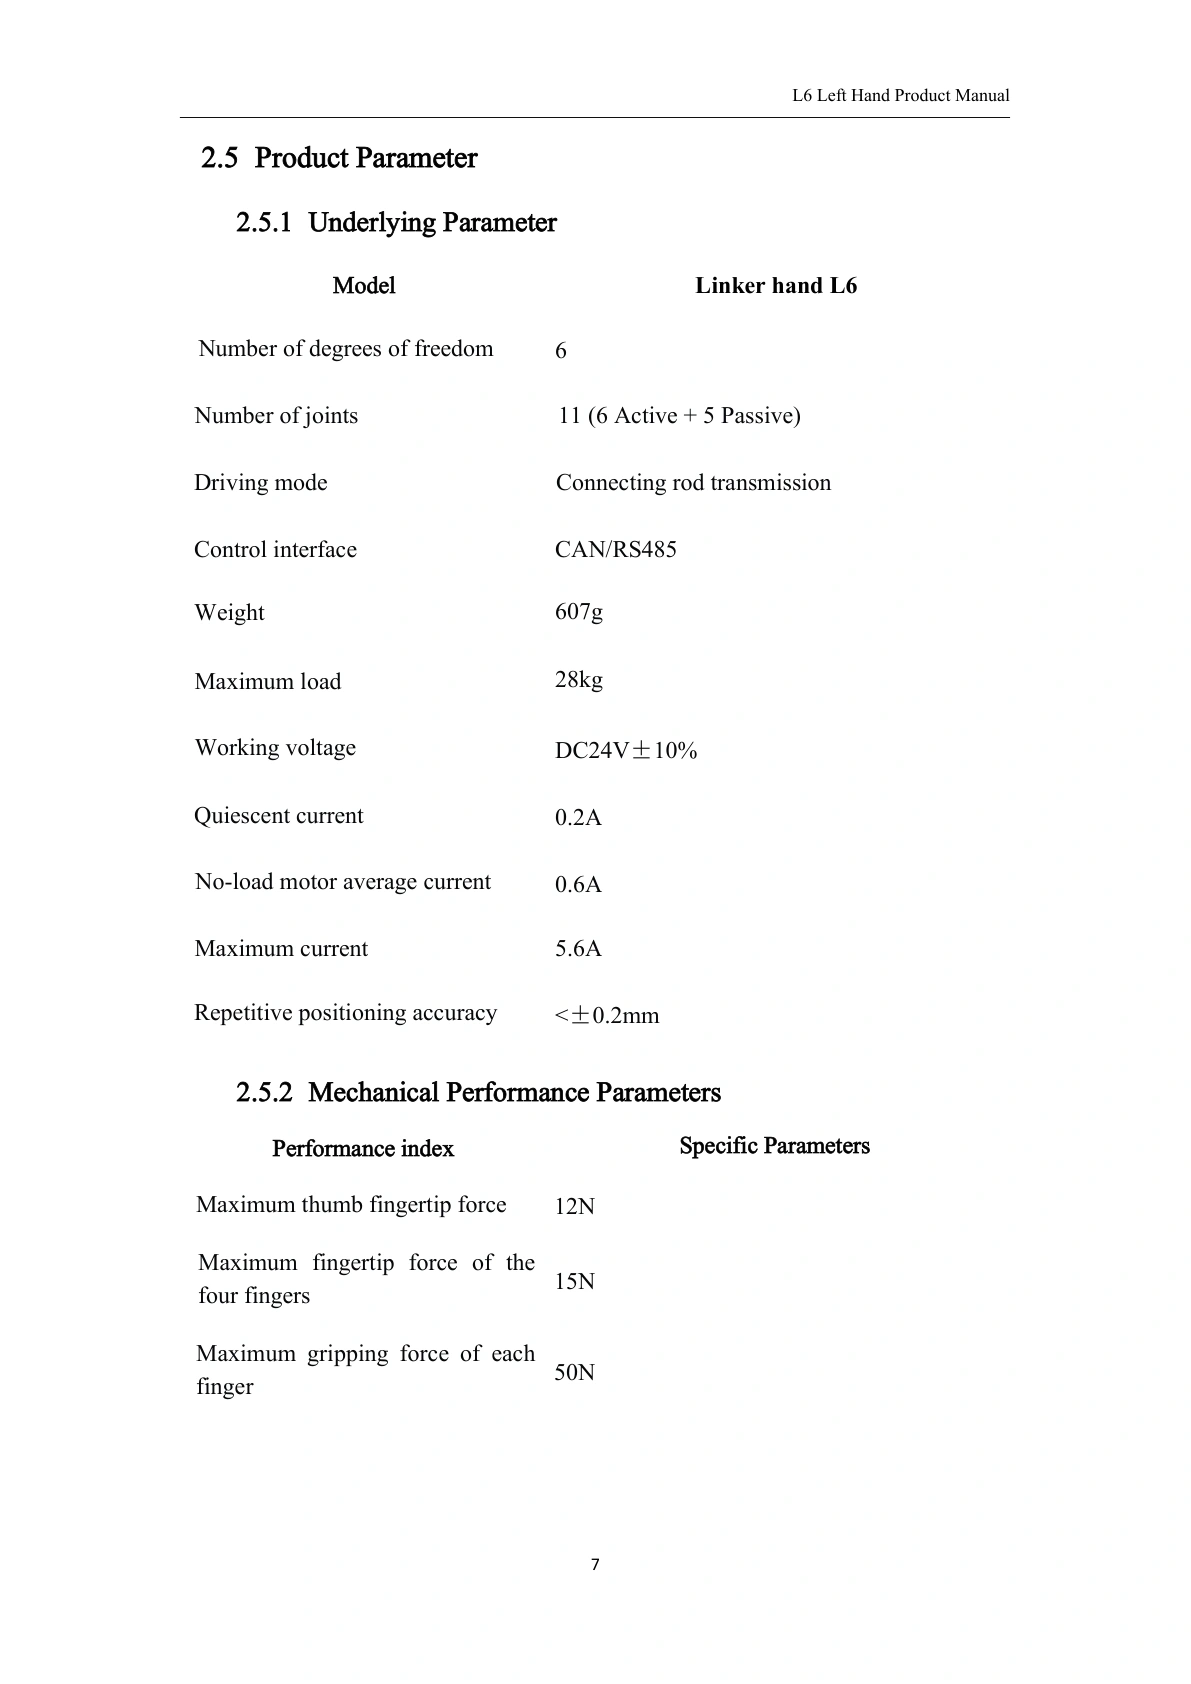 L6 Left Hand Product Manual
2.5 Product Parameter
2.5.1 Underlying Parameter
Model Linker hand L6
Number of degrees of freedom 6
Number of joints 11 (6 Active + 5 Passive)
Driving mode Connecting rod transmission
Control interface CAN/RS485
Weight 607g
Maximum load 28kg
Working voltage DC24V±10%
Quiescent current 0.2A
No-load motor average current 0.6A
Maximum current 5.6A
Repetitive positioning accuracy <±0.2mm
2.5.2 Mechanical Performance Parameters
Performance index Specific Parameters
Maximum thumb fingertip force 12N
Maximum fingertip force of the
four fingers
15N
Maximum gripping force of each
finger
50N
7